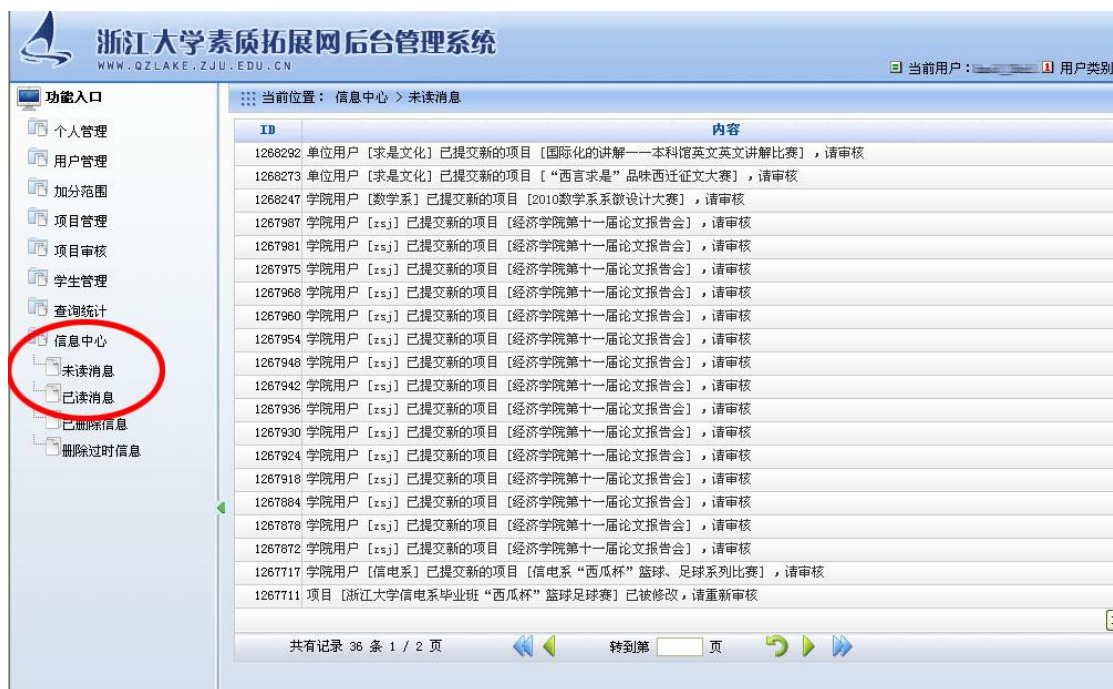 浙江大学素质拓展网后台管理系统
WWW.QZLAKE.ZJU.EDU.CN
当前用户： 用户类别
功能入口
当前位置： 信息中心 > 未读消息
个人管理
用户管理
加分范围
项目管理
项目审核
学生管理
查询统计
信息中心
未读消息
已读消息
已删除信息
删除过时信息
ID 内容
1268292 单位用户 [求是文化] 已提交新的项目 [国际化的讲解——本科馆英文英文讲解比赛] ，请审核
1268273 单位用户 [求是文化] 已提交新的项目 [ “西言求是” 品味西迁征文大赛] ，请审核
1268247 学院用户 [数学系] 已提交新的项目 [2010数学系系徽设计大赛] ，请审核
1267987 学院用户 [zsj] 已提交新的项目 [经济学院第十一届论文报告会] ，请审核
1267981 学院用户 [zsj] 已提交新的项目 [经济学院第十一届论文报告会] ，请审核
1267975 学院用户 [zsj] 已提交新的项目 [经济学院第十一届论文报告会] ，请审核
1267968 学院用户 [zsj] 已提交新的项目 [经济学院第十一届论文报告会] ，请审核
1267960 学院用户 [zsj] 已提交新的项目 [经济学院第十一届论文报告会] ，请审核
1267954 学院用户 [zsj] 已提交新的项目 [经济学院第十一届论文报告会] ，请审核
1267948 学院用户 [zsj] 已提交新的项目 [经济学院第十一届论文报告会] ，请审核
1267942 学院用户 [zsj] 已提交新的项目 [经济学院第十一届论文报告会] ，请审核
1267936 学院用户 [zsj] 已提交新的项目 [经济学院第十一届论文报告会] ，请审核
1267930 学院用户 [zsj] 已提交新的项目 [经济学院第十一届论文报告会] ，请审核
1267924 学院用户 [zsj] 已提交新的项目 [经济学院第十一届论文报告会] ，请审核
1267918 学院用户 [zsj] 已提交新的项目 [经济学院第十一届论文报告会] ，请审核
1267884 学院用户 [zsj] 已提交新的项目 [经济学院第十一届论文报告会] ，请审核
1267878 学院用户 [zsj] 已提交新的项目 [经济学院第十一届论文报告会] ，请审核
1267872 学院用户 [zsj] 已提交新的项目 [经济学院第十一届论文报告会] ，请审核
1267717 学院用户 [信电系] 已提交新的项目 [信电系 “西瓜杯” 篮球、足球系列比赛] ，请审核
1267711 项目 [浙江大学信电系毕业班 “西瓜杯” 篮球足球赛] 已被修改，请重新审核
共有记录 36 条 1 / 2 页 转到第 页